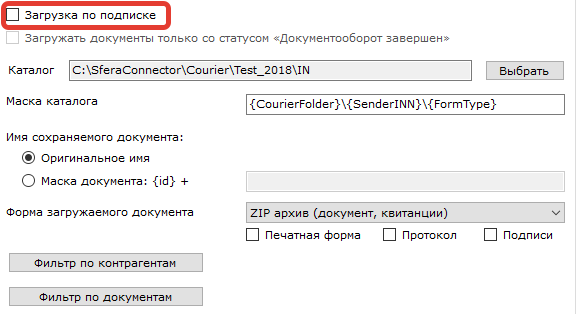 Загрузка по подписке
Загружать документы только со статусом «Документооборот завершен»
Каталог C:\SferaConnector\Courier\Test_2018\IN Выбрать
Маска каталога {CourierFolder}\{SenderINN}\{FormType}
Имя сохраняемого документа:
Оригинальное имя
Маска документа: {id} +
Форма загружаемого документа ZIP архив (документ, квитанции)
Печатная форма Протокол Подписи
Фильтр по контрагентам
Фильтр по документам